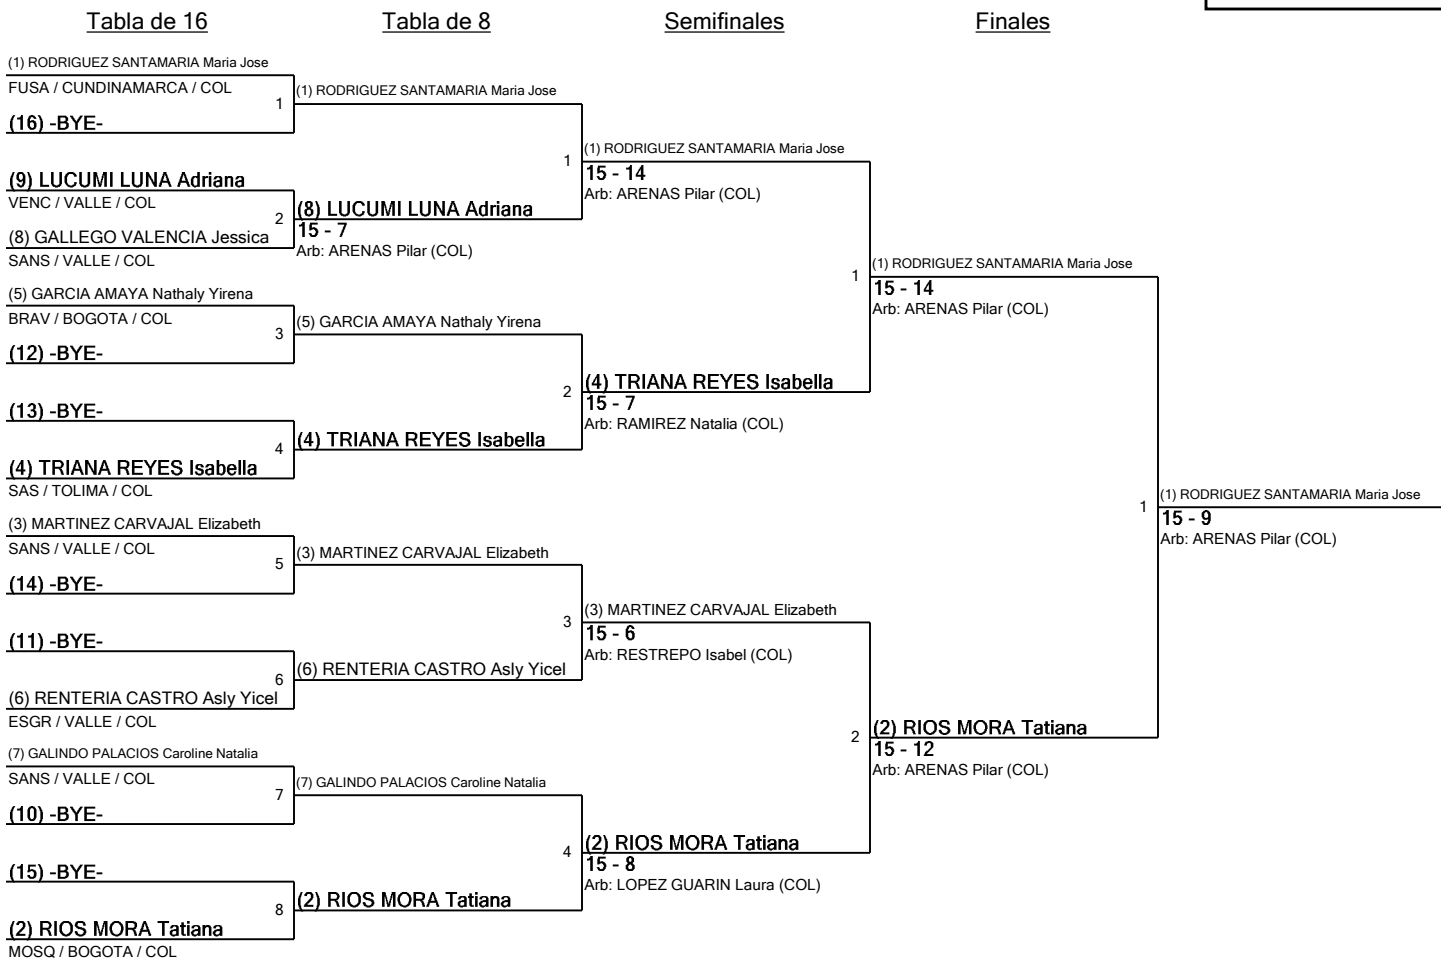 Tabla de 16
Tabla de 8
Semifinales
Finales
(1) RODRIGUEZ SANTAMARIA Maria Jose
FUSA / CUNDINAMARCA / COL
1
(16) -BYE-
(9) LUCUMI LUNA Adriana
VENC / VALLE / COL
2
(8) GALLEGO VALENCIA Jessica
SANS / VALLE / COL
(5) GARCIA AMAYA Nathaly Yirena
BRAV / BOGOTA / COL
3
(12) -BYE-
(13) -BYE-
4
(4) TRIANA REYES Isabella
SAS / TOLIMA / COL
(3) MARTINEZ CARVAJAL Elizabeth
SANS / VALLE / COL
5
(14) -BYE-
(11) -BYE-
6
(6) RENTERIA CASTRO Asly Yicel
ESGR / VALLE / COL
(7) GALINDO PALACIOS Caroline Natalia
SANS / VALLE / COL
7
(10) -BYE-
(15) -BYE-
8
(2) RIOS MORA Tatiana
MOSQ / BOGOTA / COL
(1) RODRIGUEZ SANTAMARIA Maria Jose
1
(8) LUCUMI LUNA Adriana
15 - 7
Arb: ARENAS Pilar (COL)
(5) GARCIA AMAYA Nathaly Yirena
2
(4) TRIANA REYES Isabella
(3) MARTINEZ CARVAJAL Elizabeth
3
(6) RENTERIA CASTRO Asly Yicel
(7) GALINDO PALACIOS Caroline Natalia
4
(2) RIOS MORA Tatiana
(1) RODRIGUEZ SANTAMARIA Maria Jose
15 - 14
Arb: ARENAS Pilar (COL)
1
(4) TRIANA REYES Isabella
15 - 7
Arb: RAMIREZ Natalia (COL)
(3) MARTINEZ CARVAJAL Elizabeth
15 - 6
Arb: RESTREPO Isabel (COL)
2
(2) RIOS MORA Tatiana
15 - 8
Arb: LOPEZ GUARIN Laura (COL)
(1) RODRIGUEZ SANTAMARIA Maria Jose
15 - 14
Arb: ARENAS Pilar (COL)
1
(2) RIOS MORA Tatiana
15 - 12
Arb: ARENAS Pilar (COL)
(1) RODRIGUEZ SANTAMARIA Maria Jose
15 - 9
Arb: ARENAS Pilar (COL)